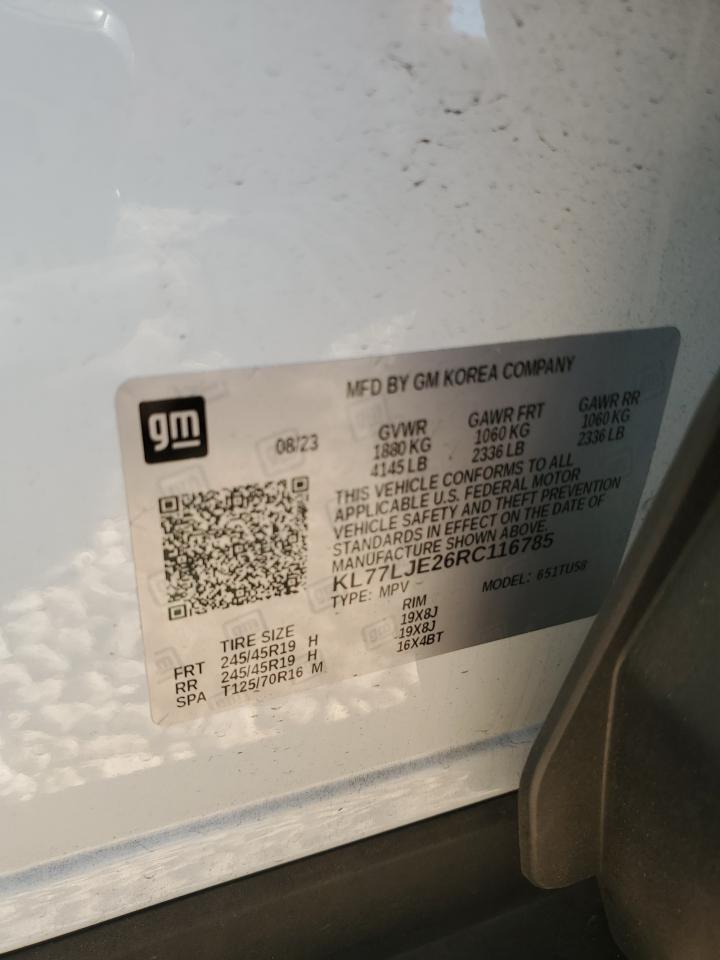 gm
MFD BY GM KOREA COMPANY
08/23
GVWR GAWR FRT GAWR RR
1880 KG 1060 KG 1060 KG
4145 LB 2336 LB 2336 LB
THIS VEHICLE CONFORMS TO ALL
APPLICABLE U.S. FEDERAL MOTOR
VEHICLE SAFETY AND THEFT PREVENTION
STANDARDS IN EFFECT ON THE DATE OF
MANUFACTURE SHOWN ABOVE.
KL77LJE26RC116785
TYPE: MPV MODEL: 651TU58
TIRE SIZE RIM
FRT 245/45R19 H 19X8J
RR 245/45R19 H 19X8J
SPA T125/70R16 M 16X4BT